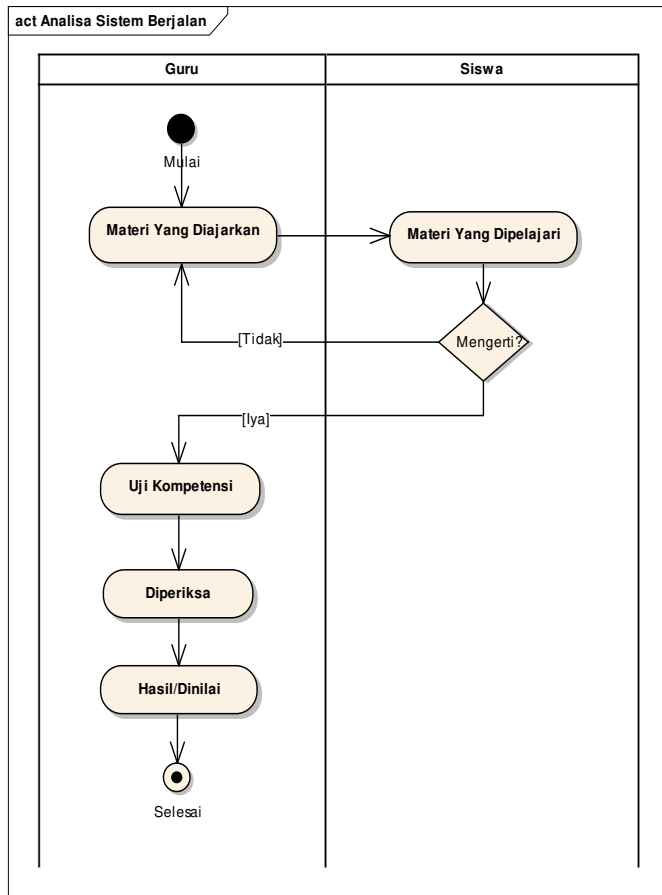 act Analisa Sistem Berjalan
Guru
Siswa
Mulai
Materi Yang Diajarkan
Materi Yang Dipelajari
Mengerti?
[Tidak]
[Iya]
Uji Kompetensi
Diperiksa
Hasil/Dinilai
Selesai